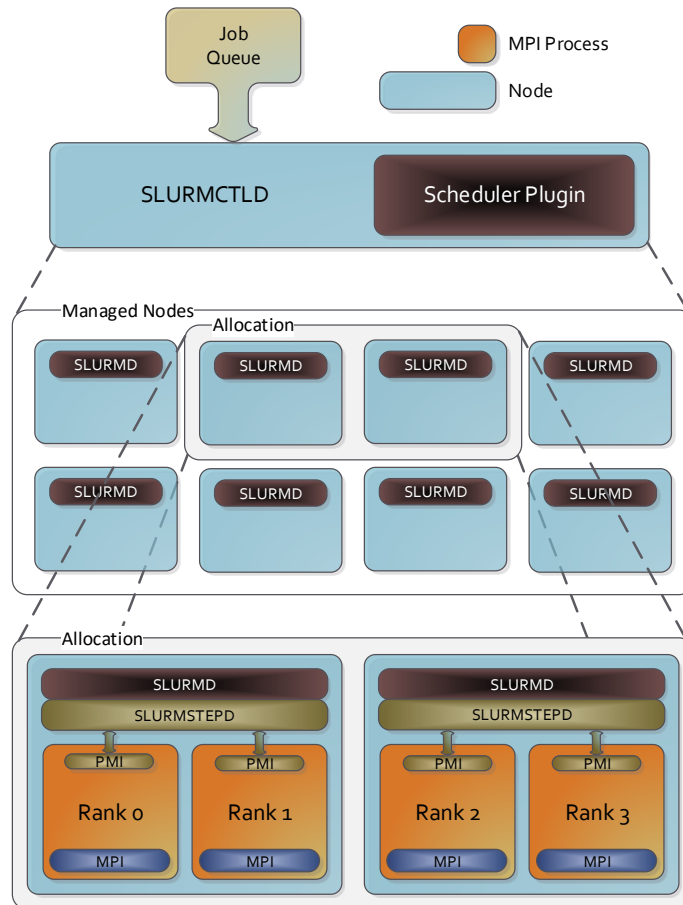 Job
Queue
MPI Process
Node
SLURMCTLD
Scheduler Plugin
Managed Nodes
Allocation
SLURMD
SLURMD
SLURMD
SLURMD
SLURMD
SLURMD
SLURMD
SLURMD
Allocation
SLURMD
SLURMD
SLURMSTEPD
SLURMSTEPD
PMI
PMI
PMI
PMI
Rank 0
Rank 1
Rank 2
Rank 3
MPI
MPI
MPI
MPI